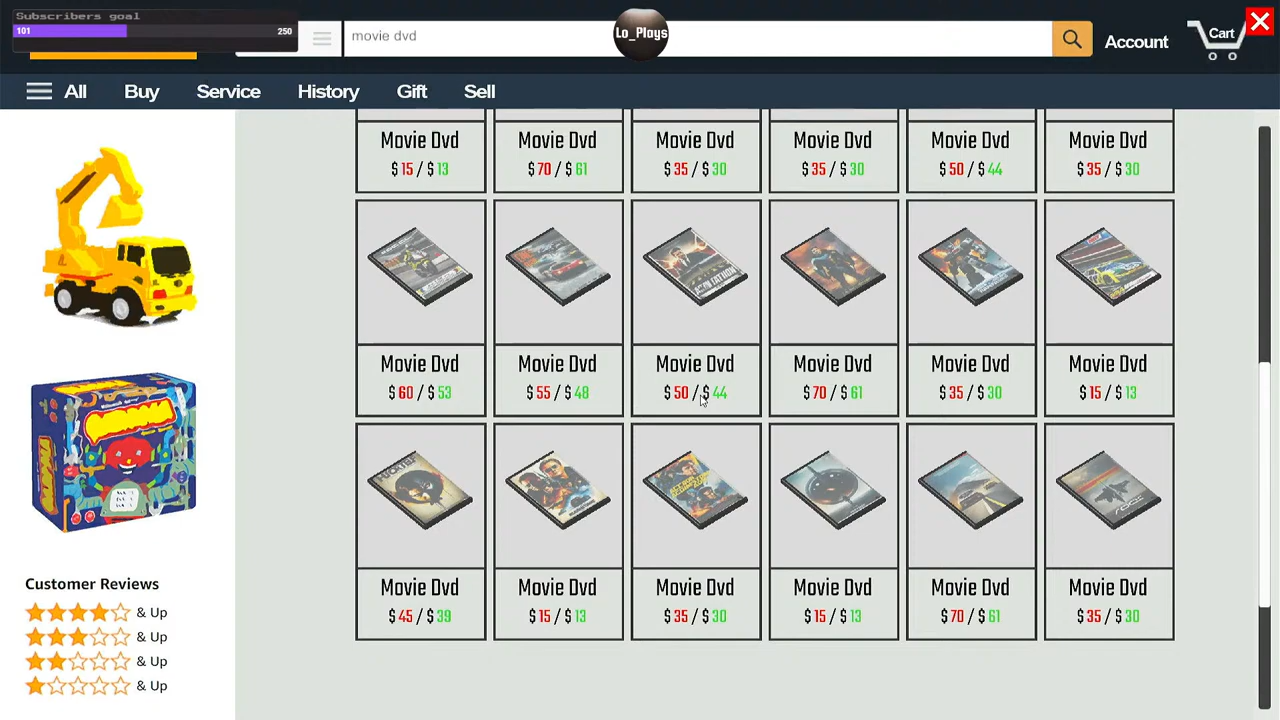 Subscribers goal
101 250
movie dvd
Lo_Ploys
Account
Cart
All Buy Service History Gift Sell
Movie Dvd Movie Dvd Movie Dvd Movie Dvd Movie Dvd Movie Dvd
$ 15 / $ 13 $ 70 / $ 61 $ 35 / $ 30 $ 35 / $ 30 $ 50 / $ 44 $ 35 / $ 30
Movie Dvd Movie Dvd Movie Dvd Movie Dvd Movie Dvd Movie Dvd
$ 60 / $ 53 $ 55 / $ 48 $ 50 / $ 44 $ 70 / $ 61 $ 35 / $ 30 $ 15 / $ 13
Movie Dvd Movie Dvd Movie Dvd Movie Dvd Movie Dvd Movie Dvd
$ 45 / $ 39 $ 15 / $ 13 $ 35 / $ 30 $ 15 / $ 13 $ 70 / $ 61 $ 35 / $ 30
Customer Reviews
& Up
& Up
& Up
& Up